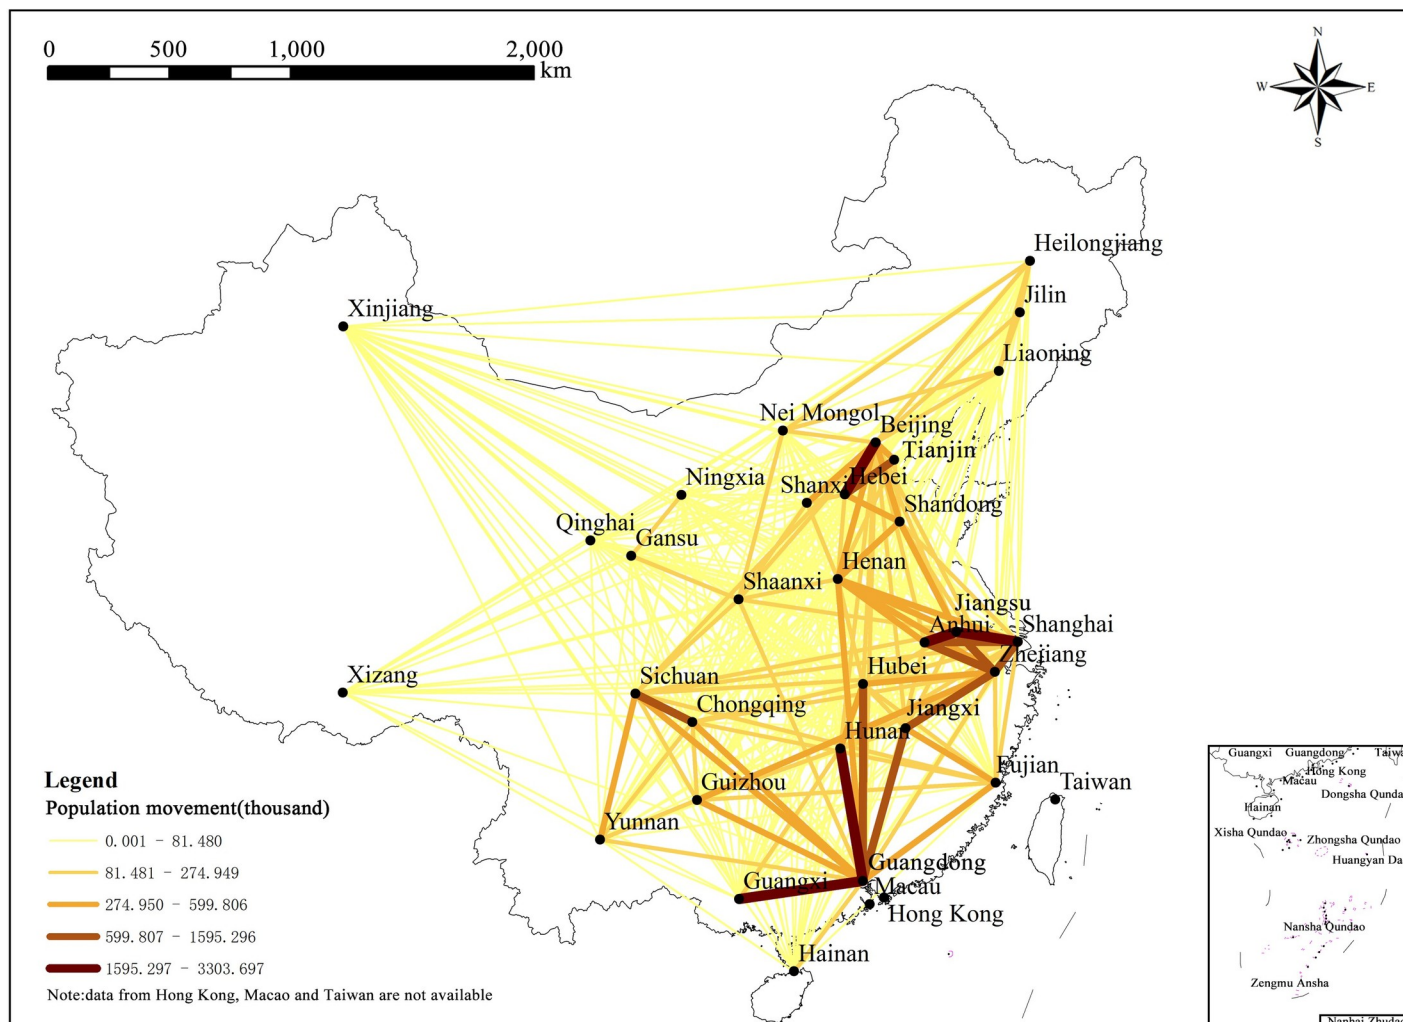 0 500 1,000 2,000
km
N
W E
S
Heilongjiang
Jilin
Xinjiang
Liaoning
Nei Mongol
Beijing
Tianjin
Ningxia
Shanxi
Hebei
Shandong
Qinghai
Gansu
Henan
Shaanxi
Jiangsu
Anhui
Shanghai
Zhejiang
Xizang
Sichuan
Hubei
Chongqing
Jiangxi
Hunan
Guizhou
Fujian
Taiwan
Yunnan
Guangdong
Guangxi
Macau
Hong Kong
Hainan
Legend
Population movement(thousand)
0.001 - 81.480
81.481 - 274.949
274.950 - 599.806
599.807 - 1595.296
1595.297 - 3303.697
Note:data from Hong Kong, Macao and Taiwan are not available
Guangxi Guangdong Taiwa
Hong Kong
Macau
Dongsha Qunda
Hainan
Xisha Qundao
Zhongsha Qundao
Huangyan Da
Nansha Qundao
Zengmu Ansha
Nanhai Zhudao